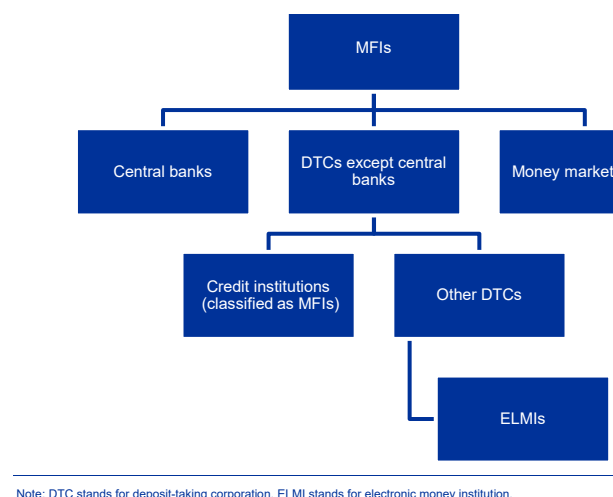 MFIs
Central banks
DTCs except central
banks
Money market
Credit institutions
(classified as MFIs)
Other DTCs
ELMIs
Note: DTC stands for deposit-taking corporation. ELMI stands for electronic money institution.